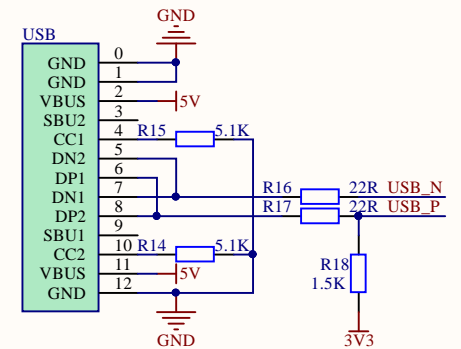 GND
USB
GND 0
GND 1
VBUS 2 5V
SBU2 3
CC1 4 R15 5.1K
DN2 5
DP1 6
DN1 7 R16 22R USB_N
DP2 8 R17 22R USB_P
SBU1 9
CC2 10 R14 5.1K
VBUS 11 5V
GND 12
R18
1.5K
GND
3V3